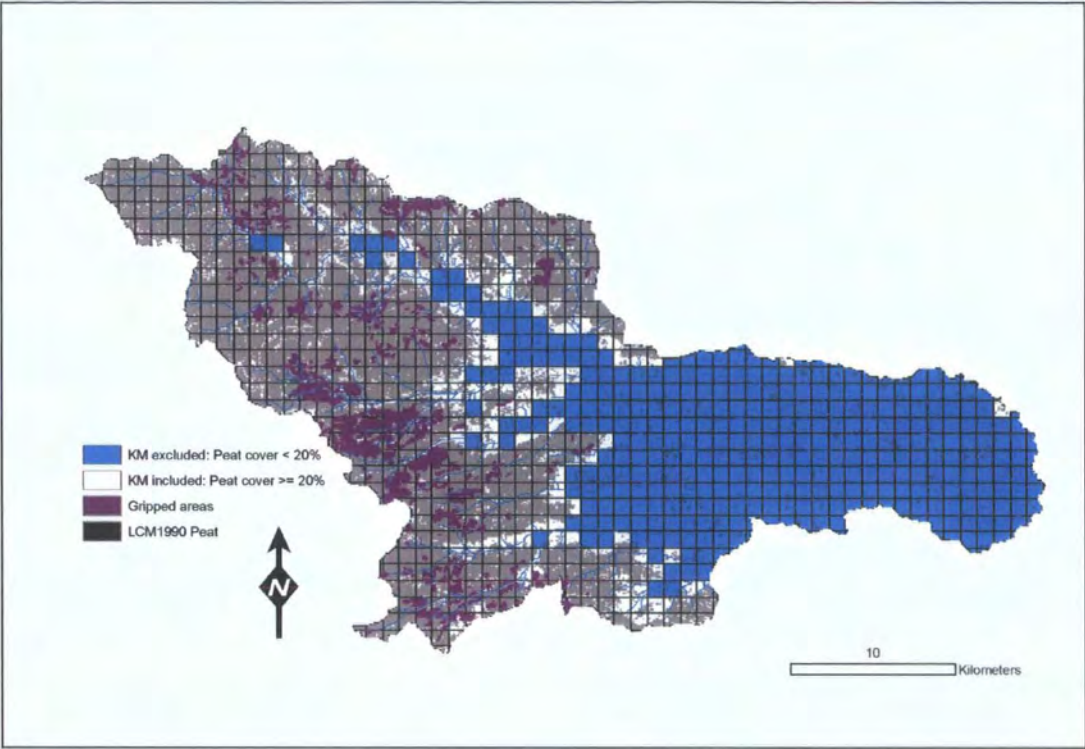 KM excluded: Peat cover < 20%
KM included: Peat cover >= 20%
Gripped areas
LCM1990 Peat
N
10
Kilometers